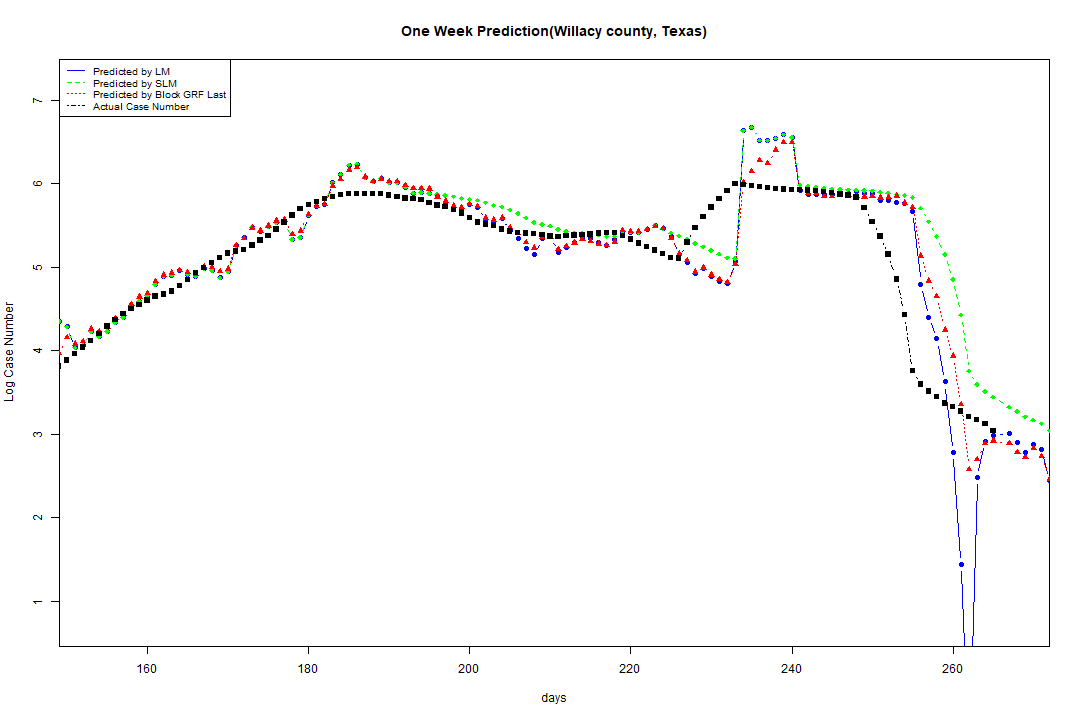 One Week Prediction(Willacy county, Texas)
Predicted by LM
Predicted by SLM
Predicted by Block GRF Last
Actual Case Number
7
6
5
4
3
2
1
Log Case Number
160 180 200 220 240 260
days